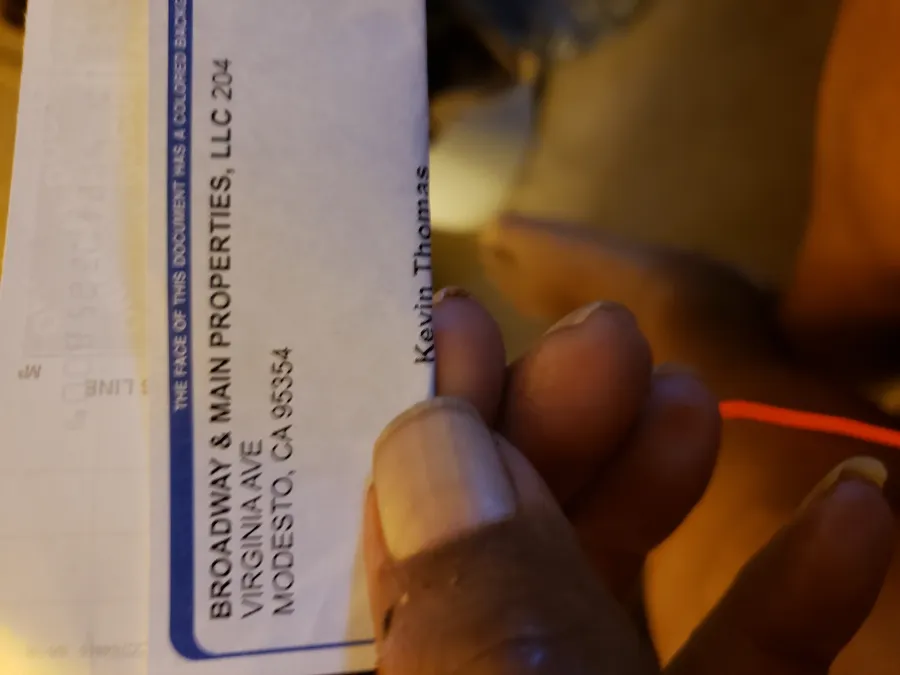 THE FACE OF THIS DOCUMENT HAS A COLORED
BROADWAY & MAIN PROPERTIES, LLC 204
VIRGINIA AVE
MODESTO, CA 95354
Kevin Thomas